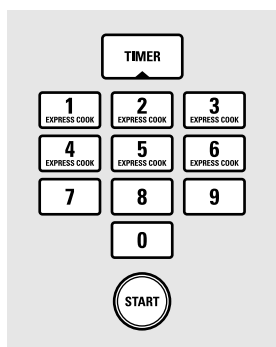 TIMER
1 2 3
EXPRESS COOK EXPRESS COOK EXPRESS COOK
4 5 6
EXPRESS COOK EXPRESS COOK EXPRESS COOK
7 8 9
0
START